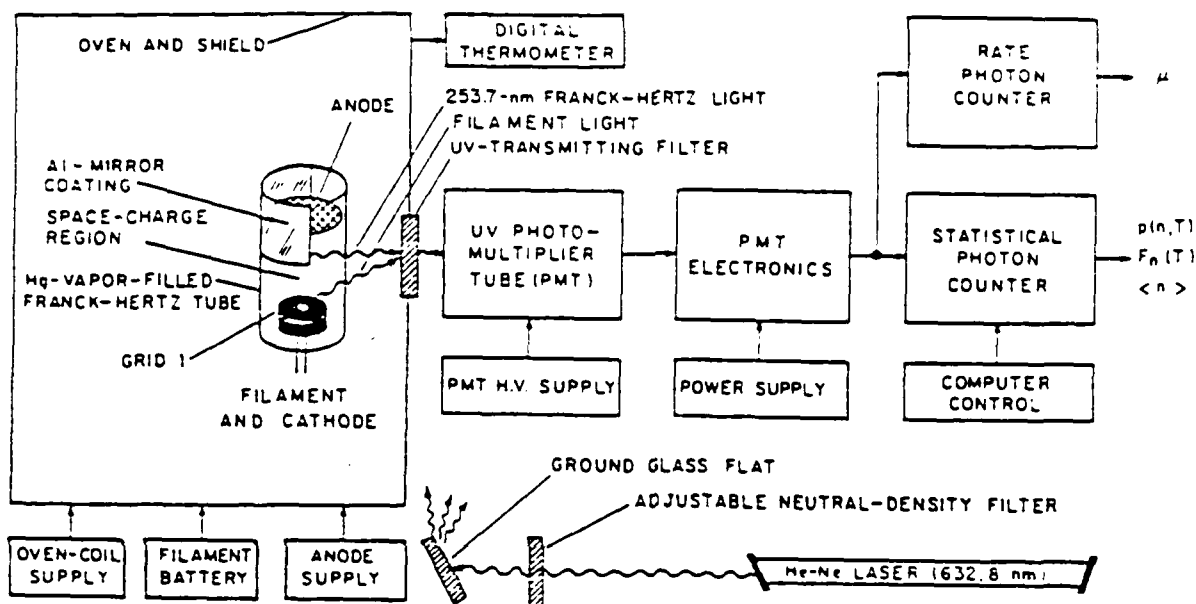 OVEN AND SHIELD
DIGITAL
THERMOMETER
RATE
PHOTON
COUNTER
μ
253.7-nm FRANCK-HERTZ LIGHT
FILAMENT LIGHT
UV-TRANSMITTING FILTER
ANODE
Al-MIRROR
COATING
SPACE-CHARGE
REGION
Hg-VAPOR-FILLED
FRANCK-HERTZ TUBE
GRID 1
FILAMENT
AND CATHODE
UV PHOTO-
MULTIPLIER
TUBE (PMT)
PMT
ELECTRONICS
STATISTICAL
PHOTON
COUNTER
p(n,T)
Fn(T)
<n>
PMT H.V. SUPPLY
POWER SUPPLY
COMPUTER
CONTROL
GROUND GLASS FLAT
ADJUSTABLE NEUTRAL-DENSITY FILTER
OVEN-COIL
SUPPLY
FILAMENT
BATTERY
ANODE
SUPPLY
He-Ne LASER (632.8 nm)